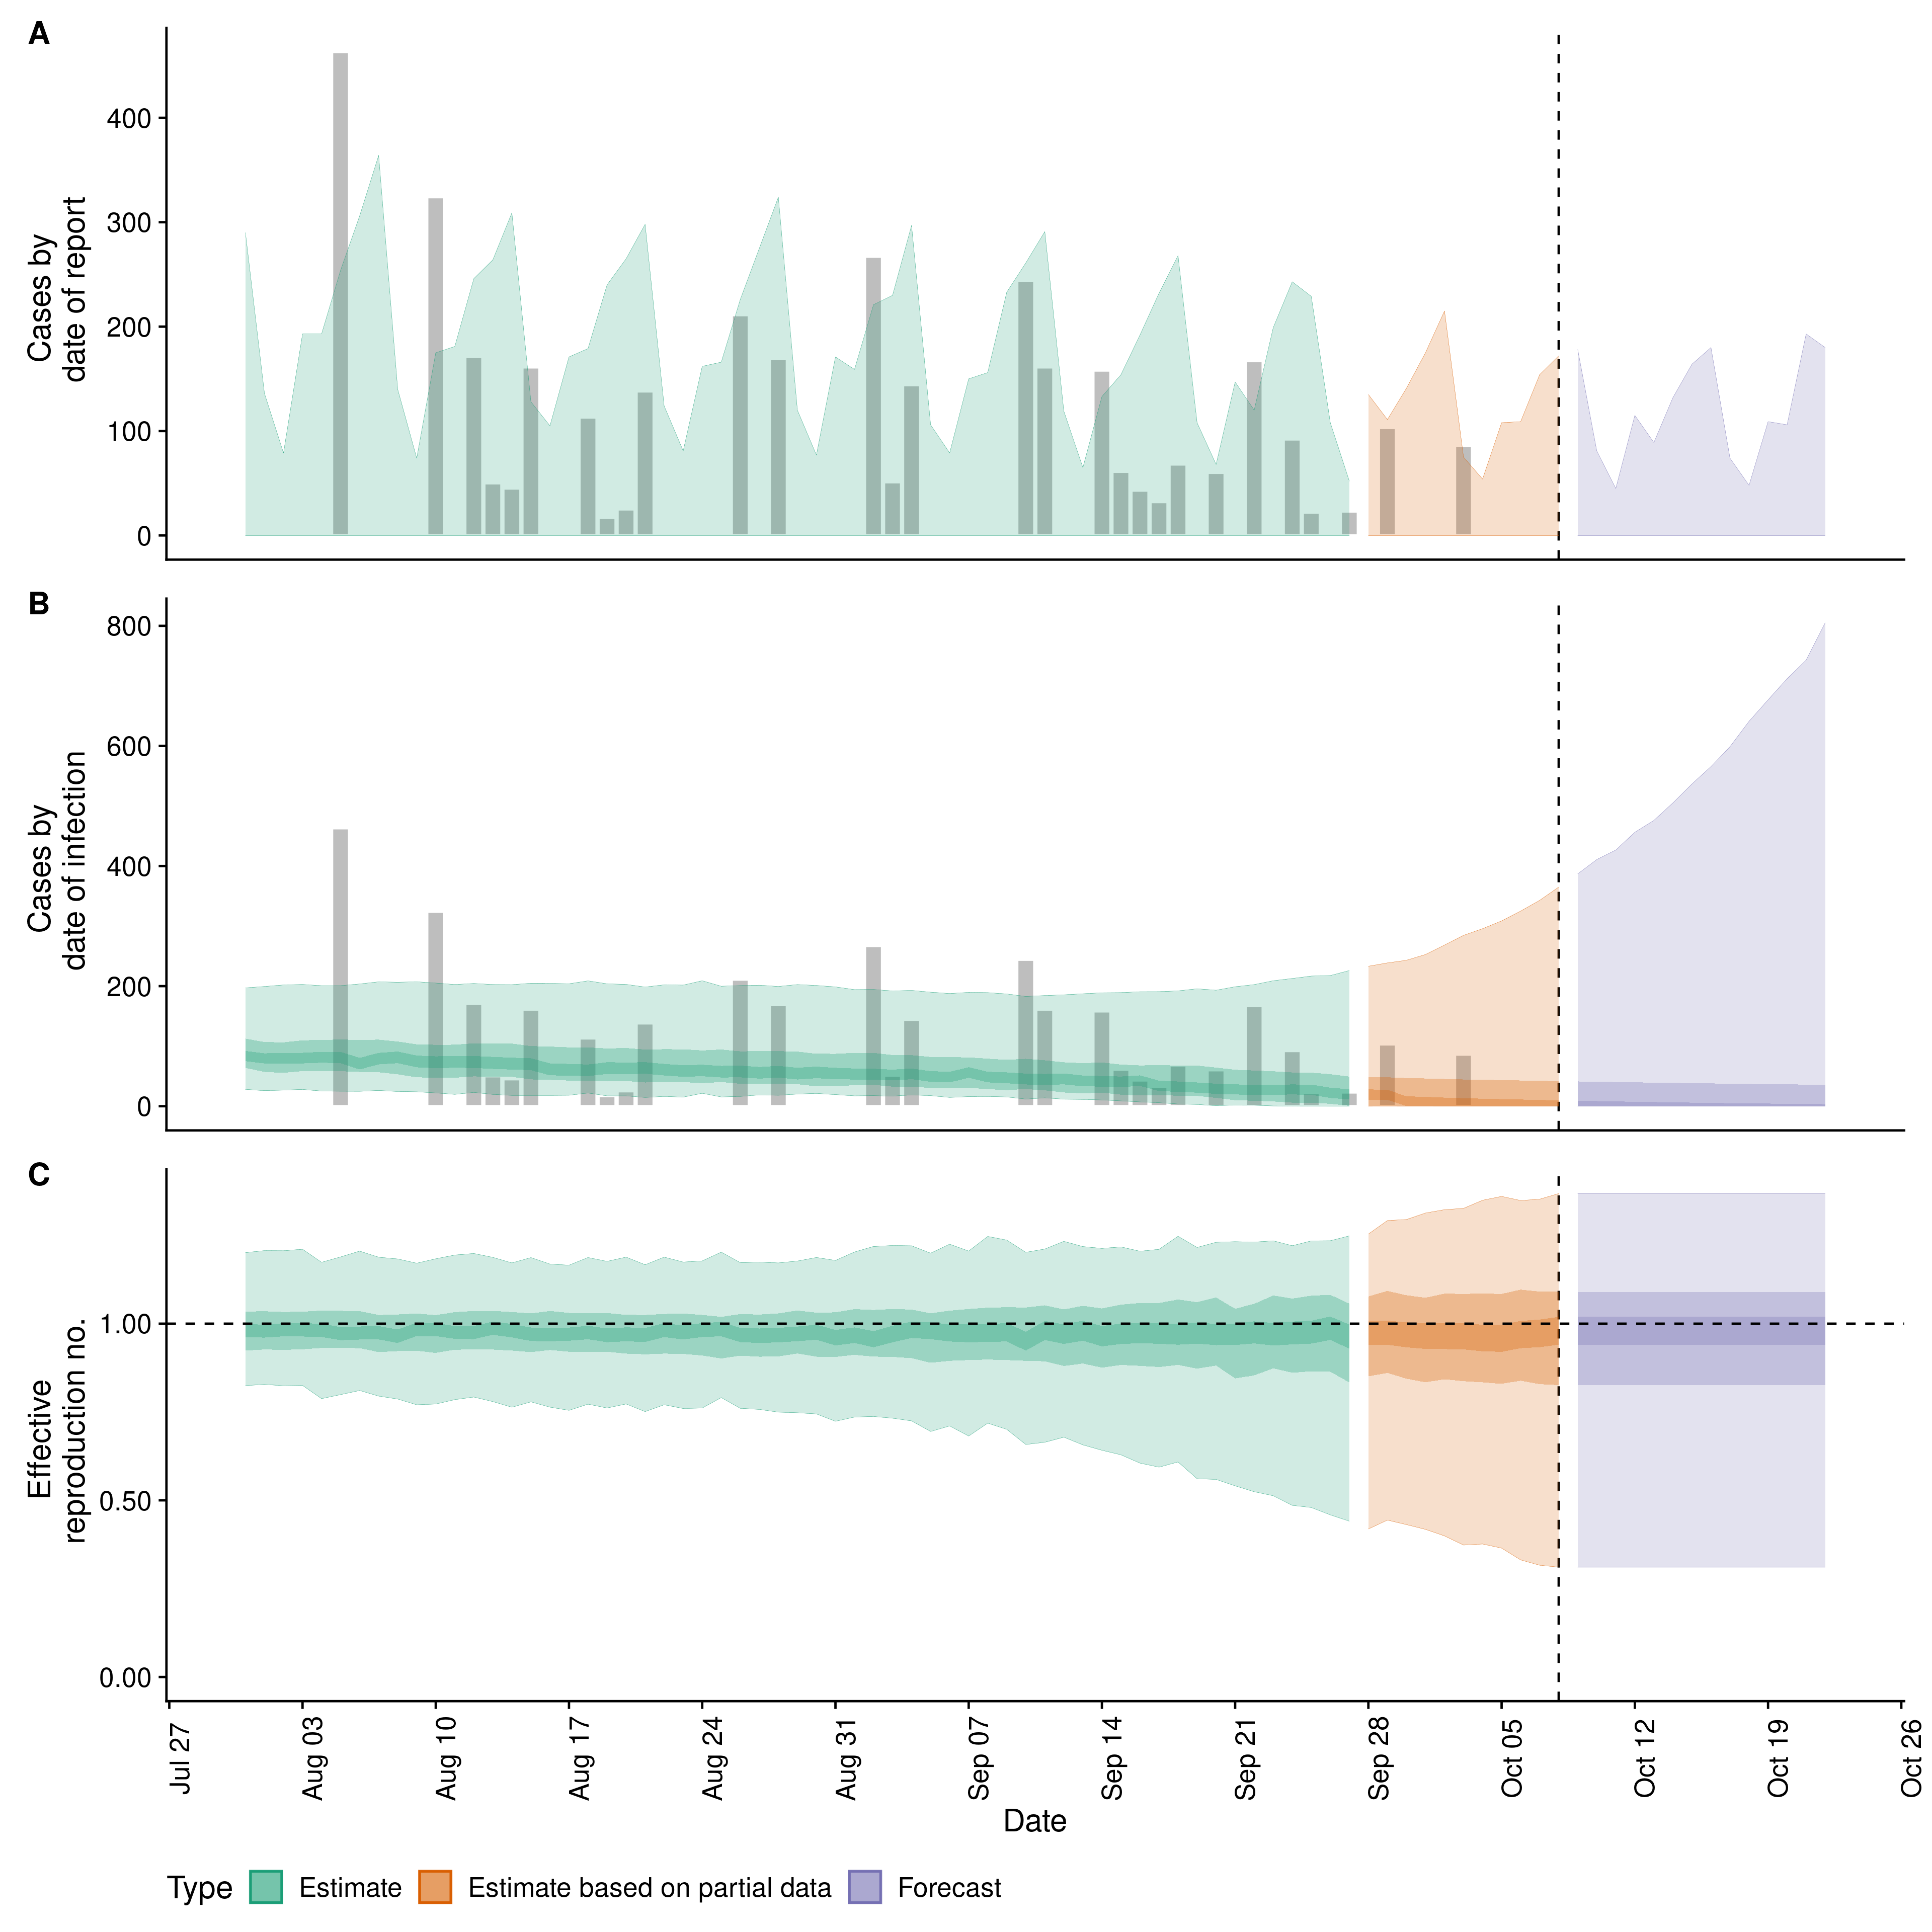 A
Cases by
date of report
400
300
200
100
0
B
Cases by
date of infection
800
600
400
200
0
C
Effective
reproduction no.
1.00
0.50
0.00
Jul 27
Aug 03
Aug 10
Aug 17
Aug 24
Aug 31
Sep 07
Sep 14
Sep 21
Sep 28
Oct 05
Oct 12
Oct 19
Oct 26
Date
Type Estimate Estimate based on partial data Forecast